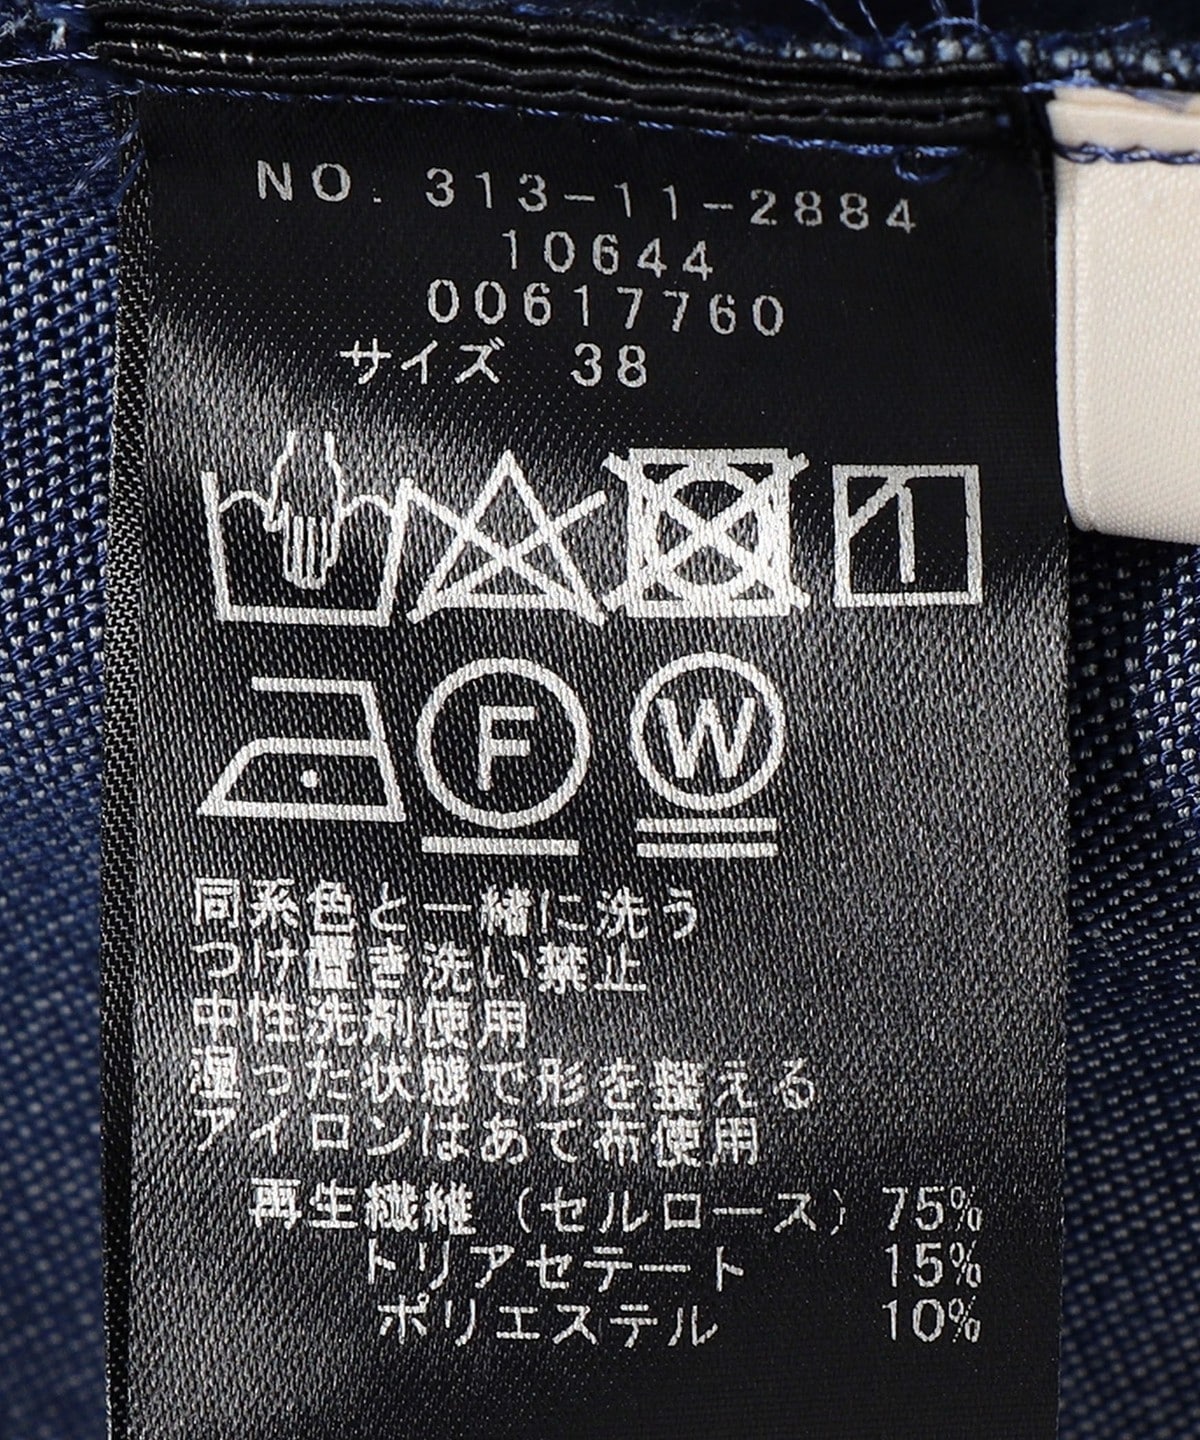 NO. 313-11-2884
10644
00617760
サイズ 38
F
W
同系色と一緒に洗う
つけ置き洗い禁止
中性洗剤使用
湿った状態で形を整える
アイロンはあて布使用
再生繊維(セルロース) 75%
トリアセテート 15%
ポリエステル 10%